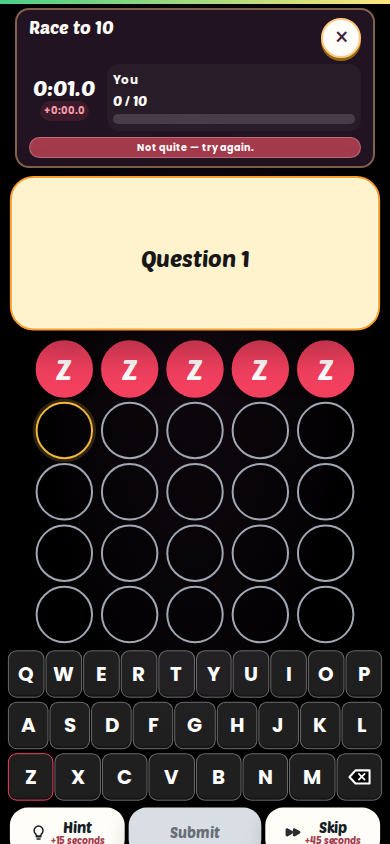 Race to 10
×
0:01.0
+0:00.0
You
0 / 10
Not quite — try again.
Question 1
Z Z Z Z Z
Q W E R T Y U I O P
A S D F G H J K L
Z X C V B N M
Hint
+15 seconds
Submit
Skip
+45 seconds